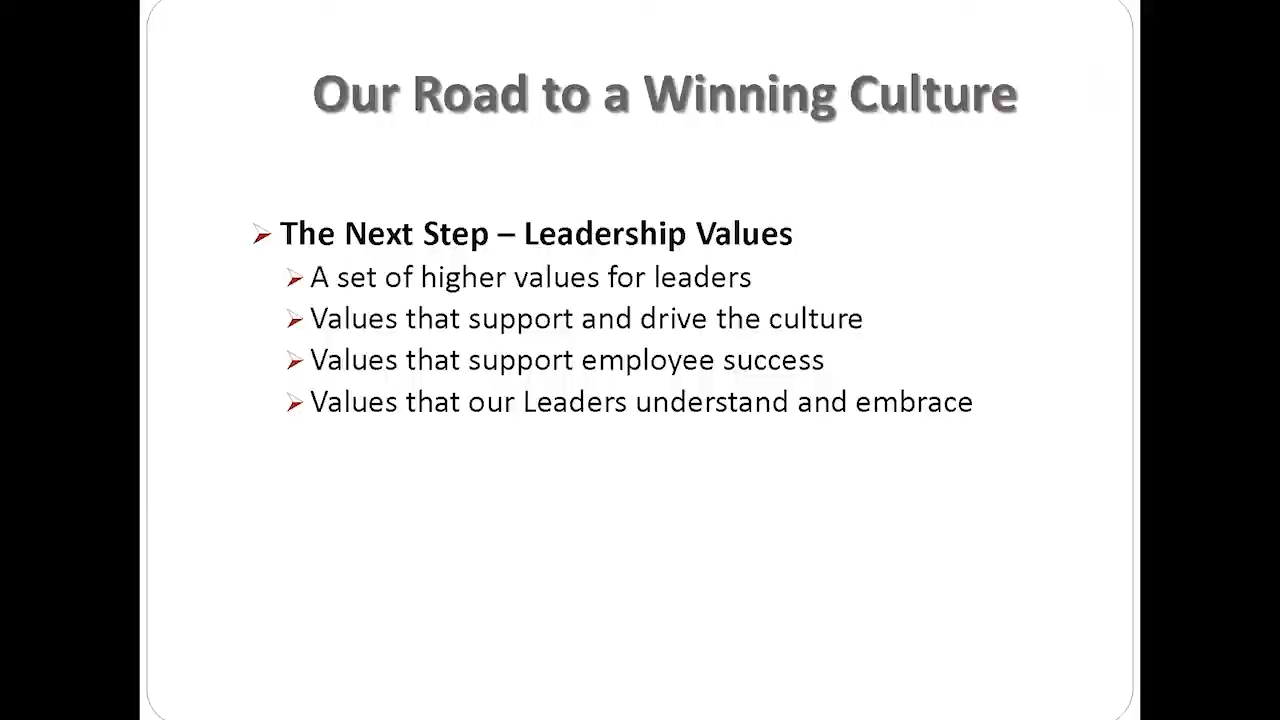 Our Road to a Winning Culture
The Next Step – Leadership Values
A set of higher values for leaders
Values that support and drive the culture
Values that support employee success
Values that our Leaders understand and embrace